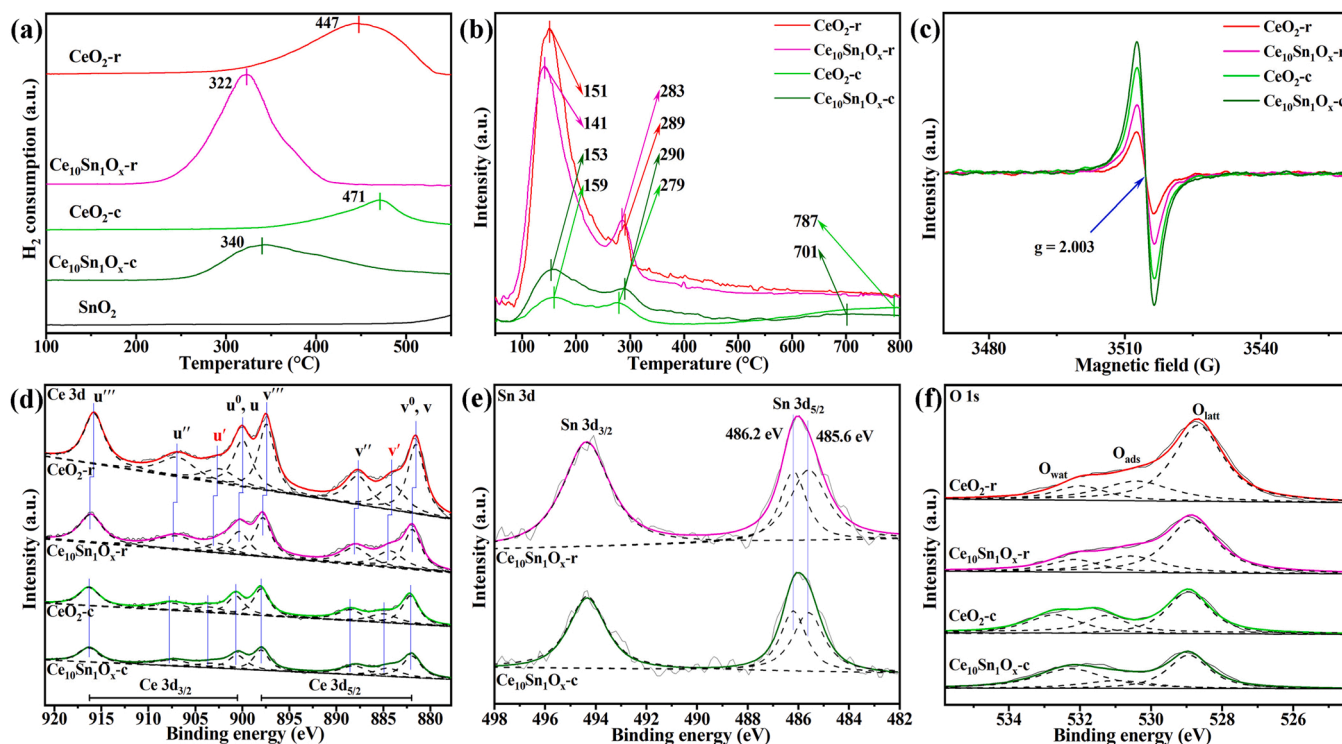 (a)
447
CeO₂-r
322
Ce₁₀Sn₁Oₓ-r
471
CeO₂-c
340
Ce₁₀Sn₁Oₓ-c
SnO₂
H₂ consumption (a.u.)
100 200 300 400 500
Temperature (°C)
(b)
CeO₂-r
Ce₁₀Sn₁Oₓ-r
CeO₂-c
Ce₁₀Sn₁Oₓ-c
151
141
153
159
283
289
290
279
787
701
Intensity (a.u.)
100 200 300 400 500 600 700 800
Temperature (°C)
(c)
CeO₂-r
Ce₁₀Sn₁Oₓ-r
CeO₂-c
Ce₁₀Sn₁Oₓ-c
g = 2.003
Intensity (a.u.)
3480 3510 3540
Magnetic field (G)
(d)
Ce 3d
u''' u'' u' u⁰, u v''' v'' v' v⁰, v
CeO₂-r
Ce₁₀Sn₁Oₓ-r
CeO₂-c
Ce₁₀Sn₁Oₓ-c
Ce 3d₃/₂ Ce 3d₅/₂
Intensity (a.u.)
920 915 910 905 900 895 890 885 880
Binding energy (eV)
(e)
Sn 3d
Sn 3d₃/₂
Sn 3d₅/₂
486.2 eV 485.6 eV
Ce₁₀Sn₁Oₓ-r
Ce₁₀Sn₁Oₓ-c
Intensity (a.u.)
498 496 494 492 490 488 486 484 482
Binding energy (eV)
(f)
O 1s
O_latt
O_ads
O_wat
CeO₂-r
Ce₁₀Sn₁Oₓ-r
CeO₂-c
Ce₁₀Sn₁Oₓ-c
Intensity (a.u.)
534 532 530 528 526
Binding energy (eV)